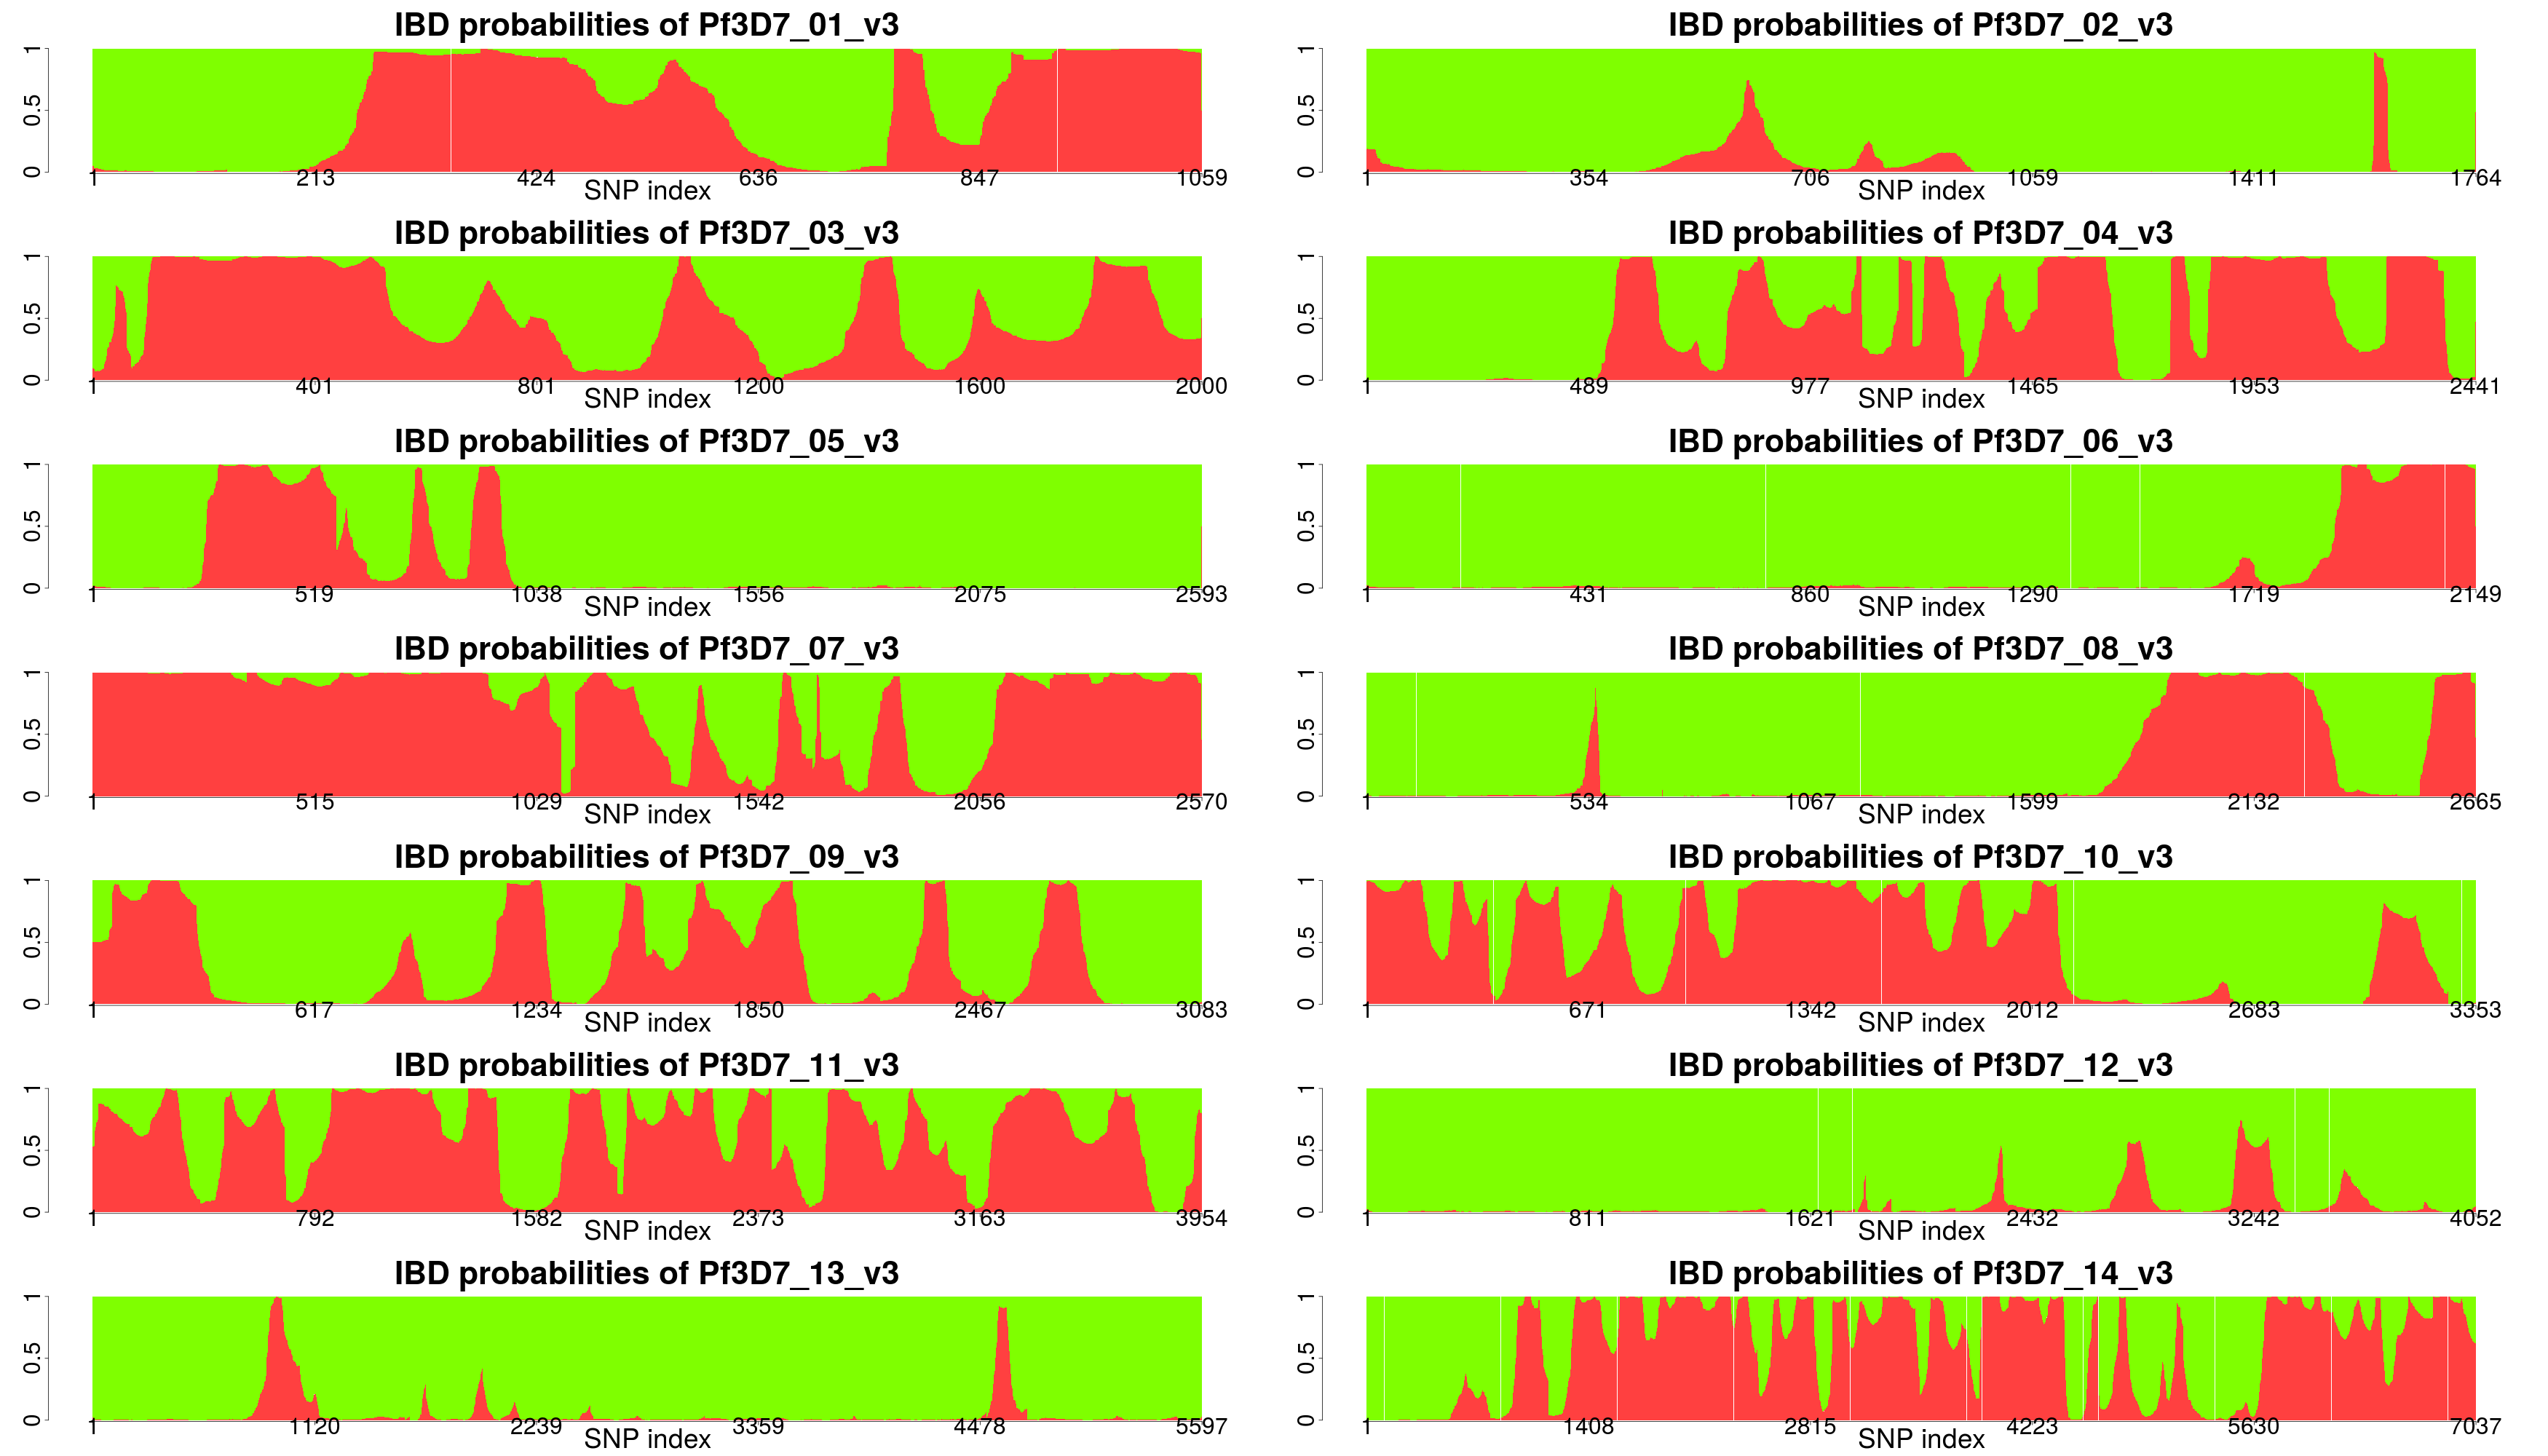 IBD probabilities of Pf3D7_01_v3
0 0.5 1
1 213 424 636 847 1059
SNP index
IBD probabilities of Pf3D7_02_v3
0 0.5 1
1 354 706 1059 1411 1764
SNP index
IBD probabilities of Pf3D7_03_v3
0 0.5 1
1 401 801 1200 1600 2000
SNP index
IBD probabilities of Pf3D7_04_v3
0 0.5 1
1 489 977 1465 1953 2441
SNP index
IBD probabilities of Pf3D7_05_v3
0 0.5 1
1 519 1038 1556 2075 2593
SNP index
IBD probabilities of Pf3D7_06_v3
0 0.5 1
1 431 860 1290 1719 2149
SNP index
IBD probabilities of Pf3D7_07_v3
0 0.5 1
1 515 1029 1542 2056 2570
SNP index
IBD probabilities of Pf3D7_08_v3
0 0.5 1
1 534 1067 1599 2132 2665
SNP index
IBD probabilities of Pf3D7_09_v3
0 0.5 1
1 617 1234 1850 2467 3083
SNP index
IBD probabilities of Pf3D7_10_v3
0 0.5 1
1 671 1342 2012 2683 3353
SNP index
IBD probabilities of Pf3D7_11_v3
0 0.5 1
1 792 1582 2373 3163 3954
SNP index
IBD probabilities of Pf3D7_12_v3
0 0.5 1
1 811 1621 2432 3242 4052
SNP index
IBD probabilities of Pf3D7_13_v3
0 0.5 1
1 1120 2239 3359 4478 5597
SNP index
IBD probabilities of Pf3D7_14_v3
0 0.5 1
1 1408 2815 4223 5630 7037
SNP index